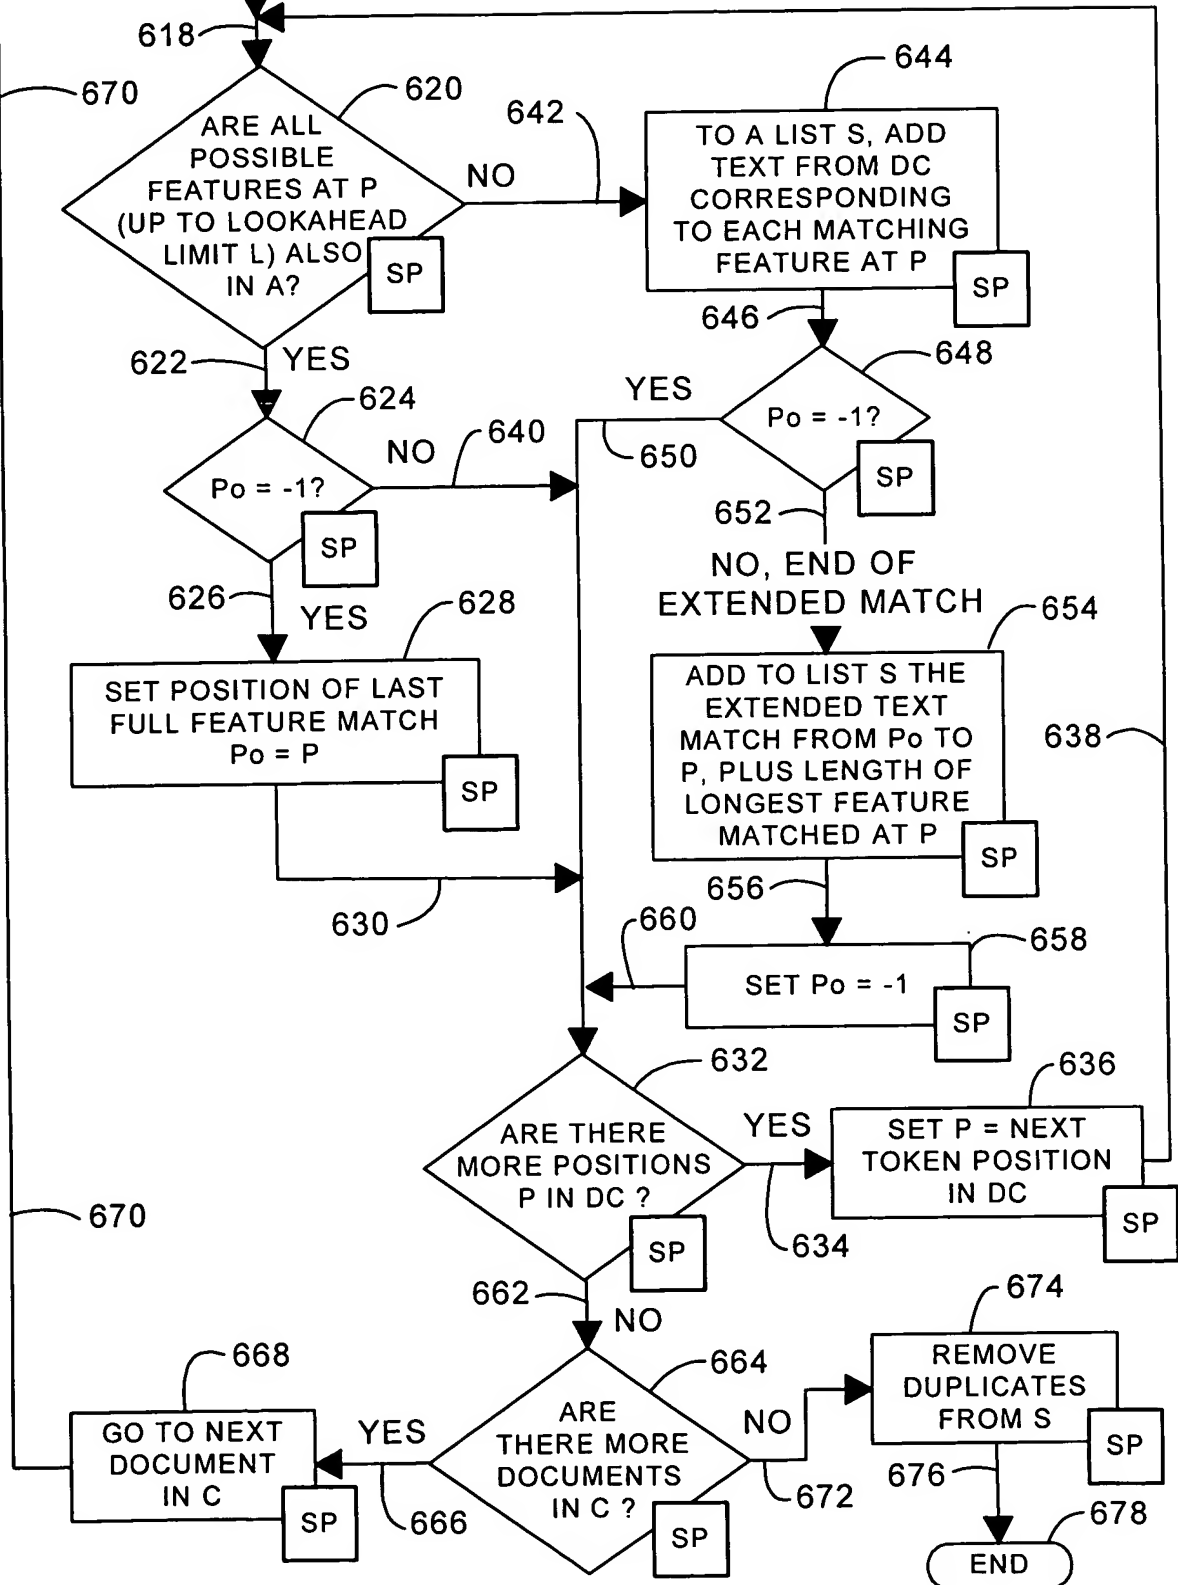 618
670
620
ARE ALL
POSSIBLE
FEATURES AT P
(UP TO LOOKAHEAD
LIMIT L) ALSO
IN A?
SP
NO
642
644
TO A LIST S, ADD
TEXT FROM DC
CORRESPONDING
TO EACH MATCHING
FEATURE AT P
SP
646
622
YES
624
Po = -1?
SP
NO
640
648
Po = -1?
SP
YES
650
652
NO, END OF
EXTENDED MATCH
626
YES
628
SET POSITION OF LAST
FULL FEATURE MATCH
Po = P
SP
630
654
ADD TO LIST S THE
EXTENDED TEXT
MATCH FROM Po TO
P, PLUS LENGTH OF
LONGEST FEATURE
MATCHED AT P
SP
638
656
660
658
SET Po = -1
SP
632
ARE THERE
MORE POSITIONS
P IN DC ?
SP
YES
634
636
SET P = NEXT
TOKEN POSITION
IN DC
SP
670
662
NO
664
ARE
THERE MORE
DOCUMENTS
IN C ?
SP
YES
666
668
GO TO NEXT
DOCUMENT
IN C
SP
NO
672
674
REMOVE
DUPLICATES
FROM S
SP
676
678
END